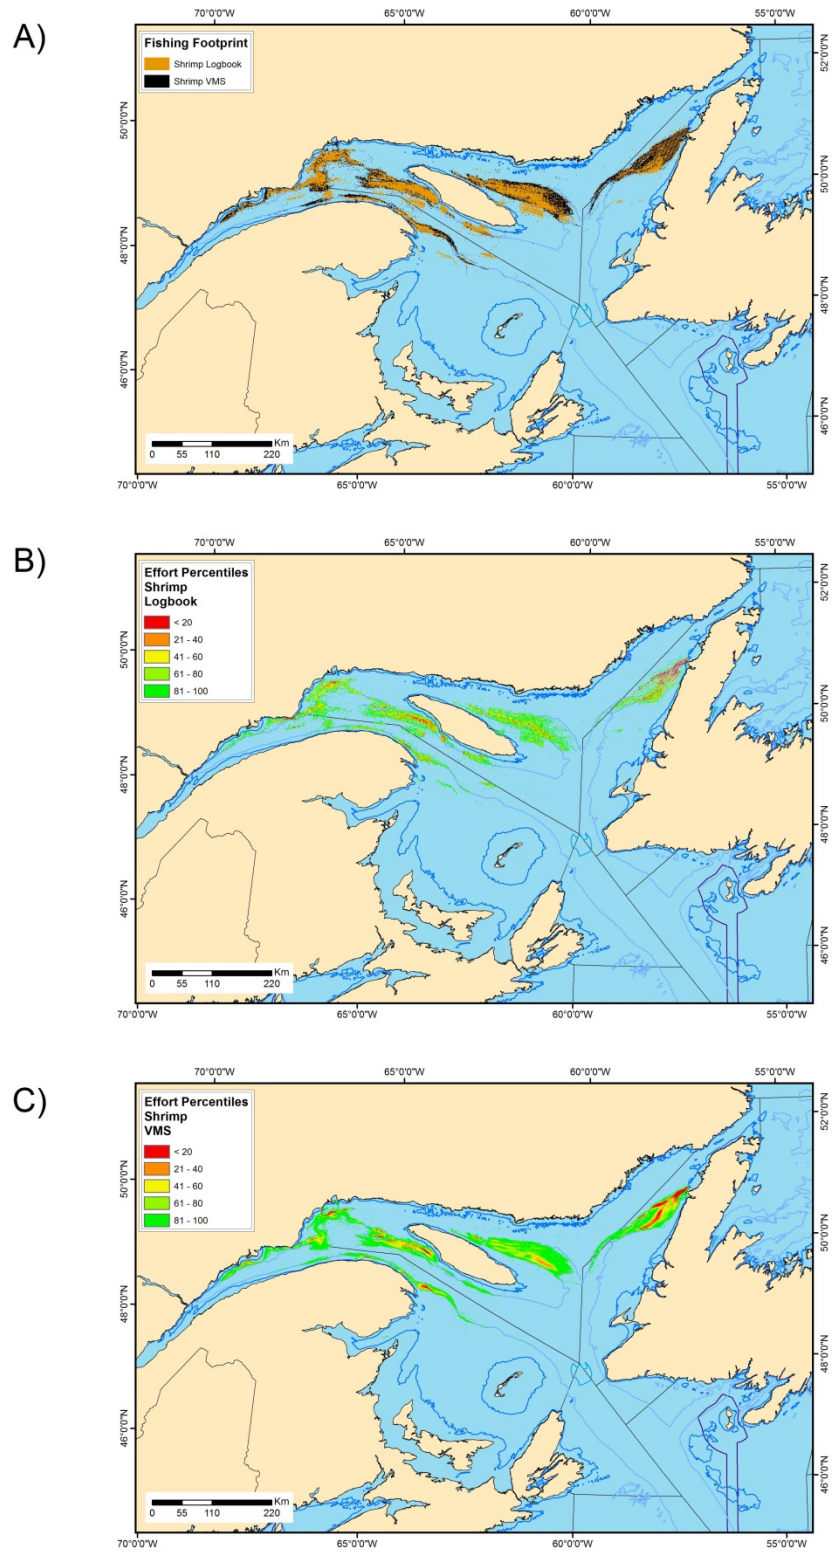 A)
70°0'0"W 65°0'0"W 60°0'0"W 55°0'0"W
Fishing Footprint
Shrimp Logbook
Shrimp VMS
52°0'0"N
50°0'0"N
50°0'0"N
48°0'0"N
48°0'0"N
46°0'0"N
46°0'0"N
Km
0 55 110 220
70°0'0"W 65°0'0"W 60°0'0"W 55°0'0"W
B)
70°0'0"W 65°0'0"W 60°0'0"W 55°0'0"W
Effort Percentiles
Shrimp
Logbook
< 20
21 - 40
41 - 60
61 - 80
81 - 100
52°0'0"N
50°0'0"N
50°0'0"N
48°0'0"N
48°0'0"N
46°0'0"N
46°0'0"N
Km
0 55 110 220
70°0'0"W 65°0'0"W 60°0'0"W 55°0'0"W
C)
70°0'0"W 65°0'0"W 60°0'0"W 55°0'0"W
Effort Percentiles
Shrimp
VMS
< 20
21 - 40
41 - 60
61 - 80
81 - 100
52°0'0"N
50°0'0"N
50°0'0"N
48°0'0"N
48°0'0"N
46°0'0"N
46°0'0"N
Km
0 55 110 220
70°0'0"W 65°0'0"W 60°0'0"W 55°0'0"W